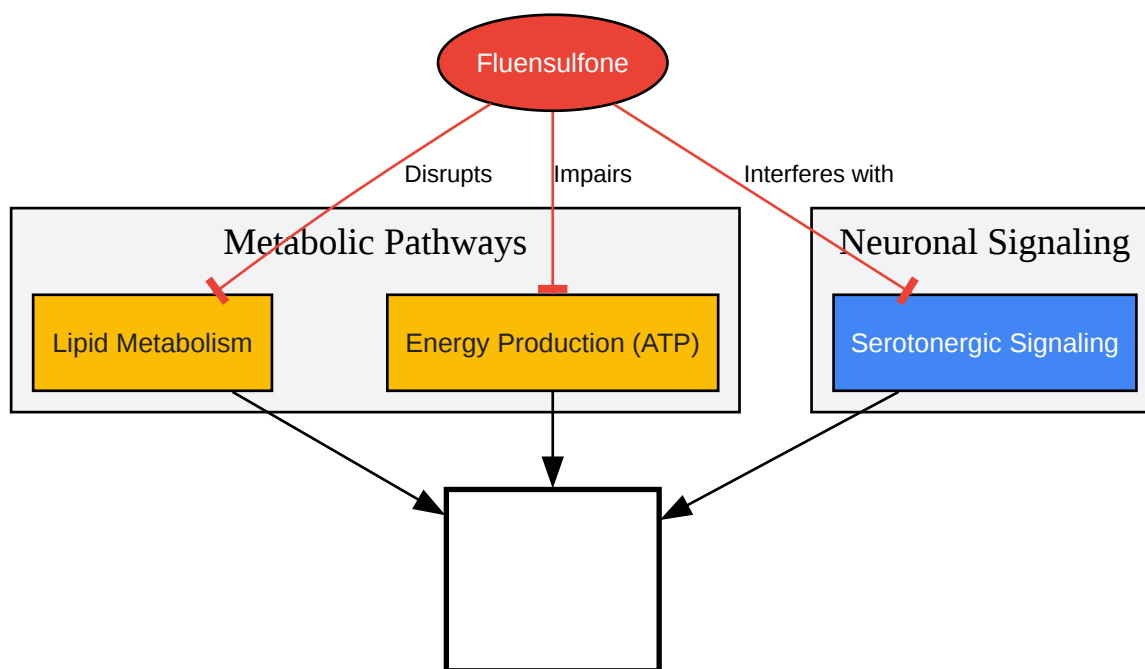 Fluensulfone
Disrupts
Impairs
Interferes with
Metabolic Pathways
Neuronal Signaling
Lipid Metabolism
Energy Production (ATP)
Serotonergic Signaling